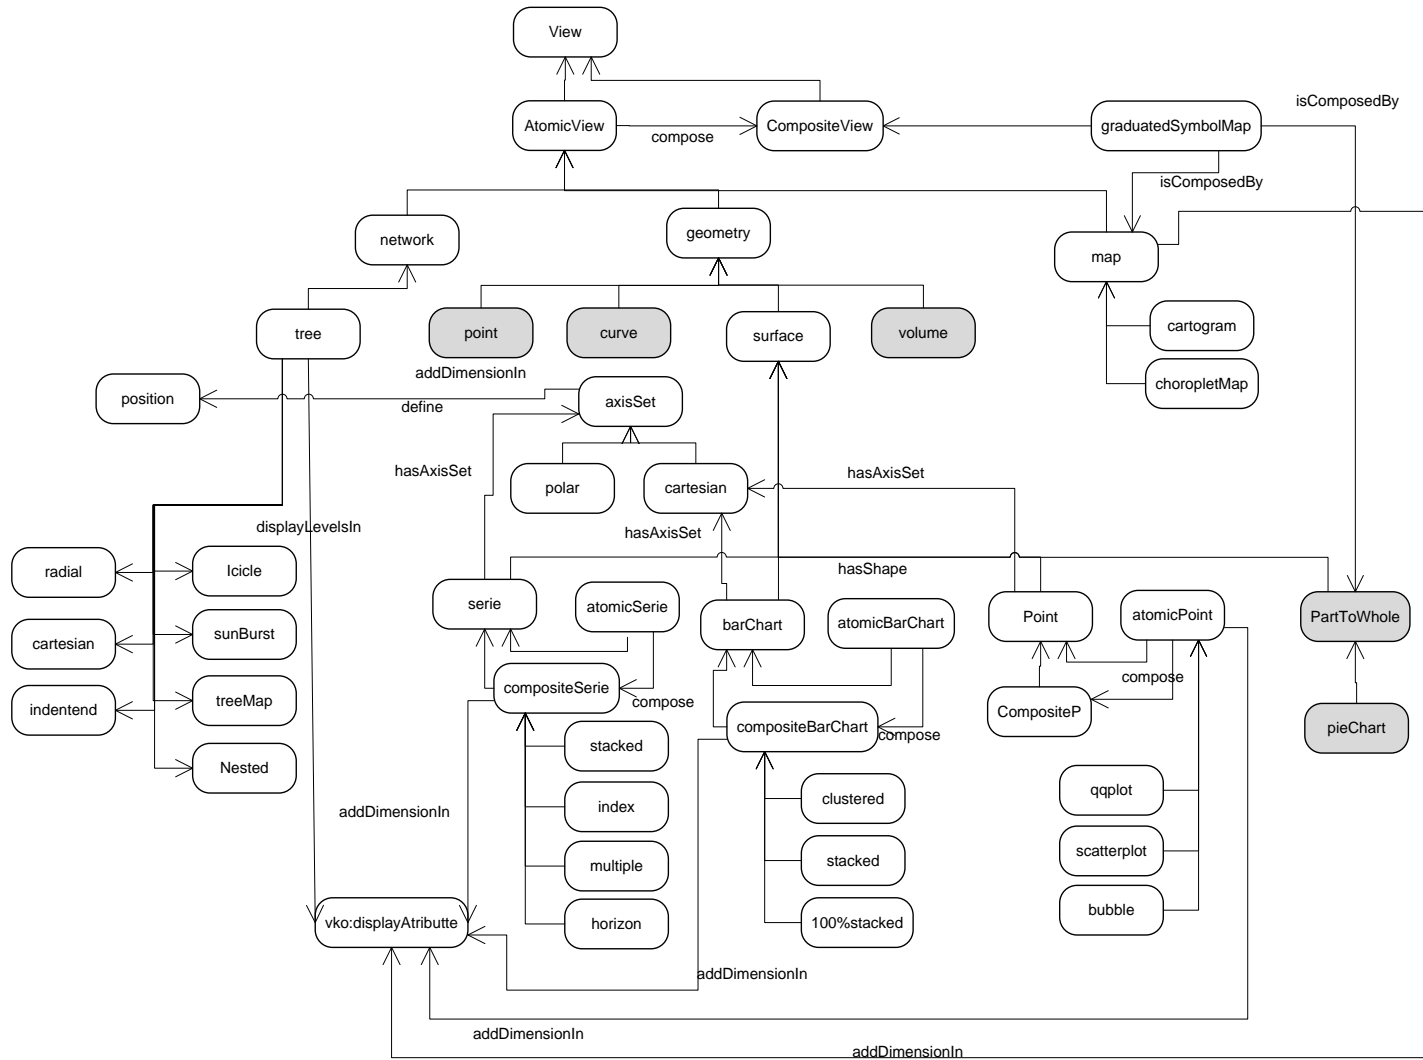 View
isComposedBy
AtomicView
CompositeView
graduatedSymbolMap
compose
isComposedBy
network
geometry
map
tree
point
curve
surface
volume
cartogram
addDimensionIn
choropletMap
position
define
axisSet
hasAxisSet
polar
cartesian
hasAxisSet
displayLevelsIn
hasAxisSet
radial
Icicle
hasShape
serie
atomicSerie
barChart
atomicBarChart
Point
atomicPoint
PartToWhole
cartesian
sunBurst
compose
indentend
treeMap
compositeSerie
compose
CompositeP
compositeBarChart
compose
pieChart
stacked
Nested
index
clustered
qqplot
addDimensionIn
multiple
stacked
scatterplot
vko:displayAtributte
horizon
100%stacked
bubble
addDimensionIn
addDimensionIn
addDimensionIn